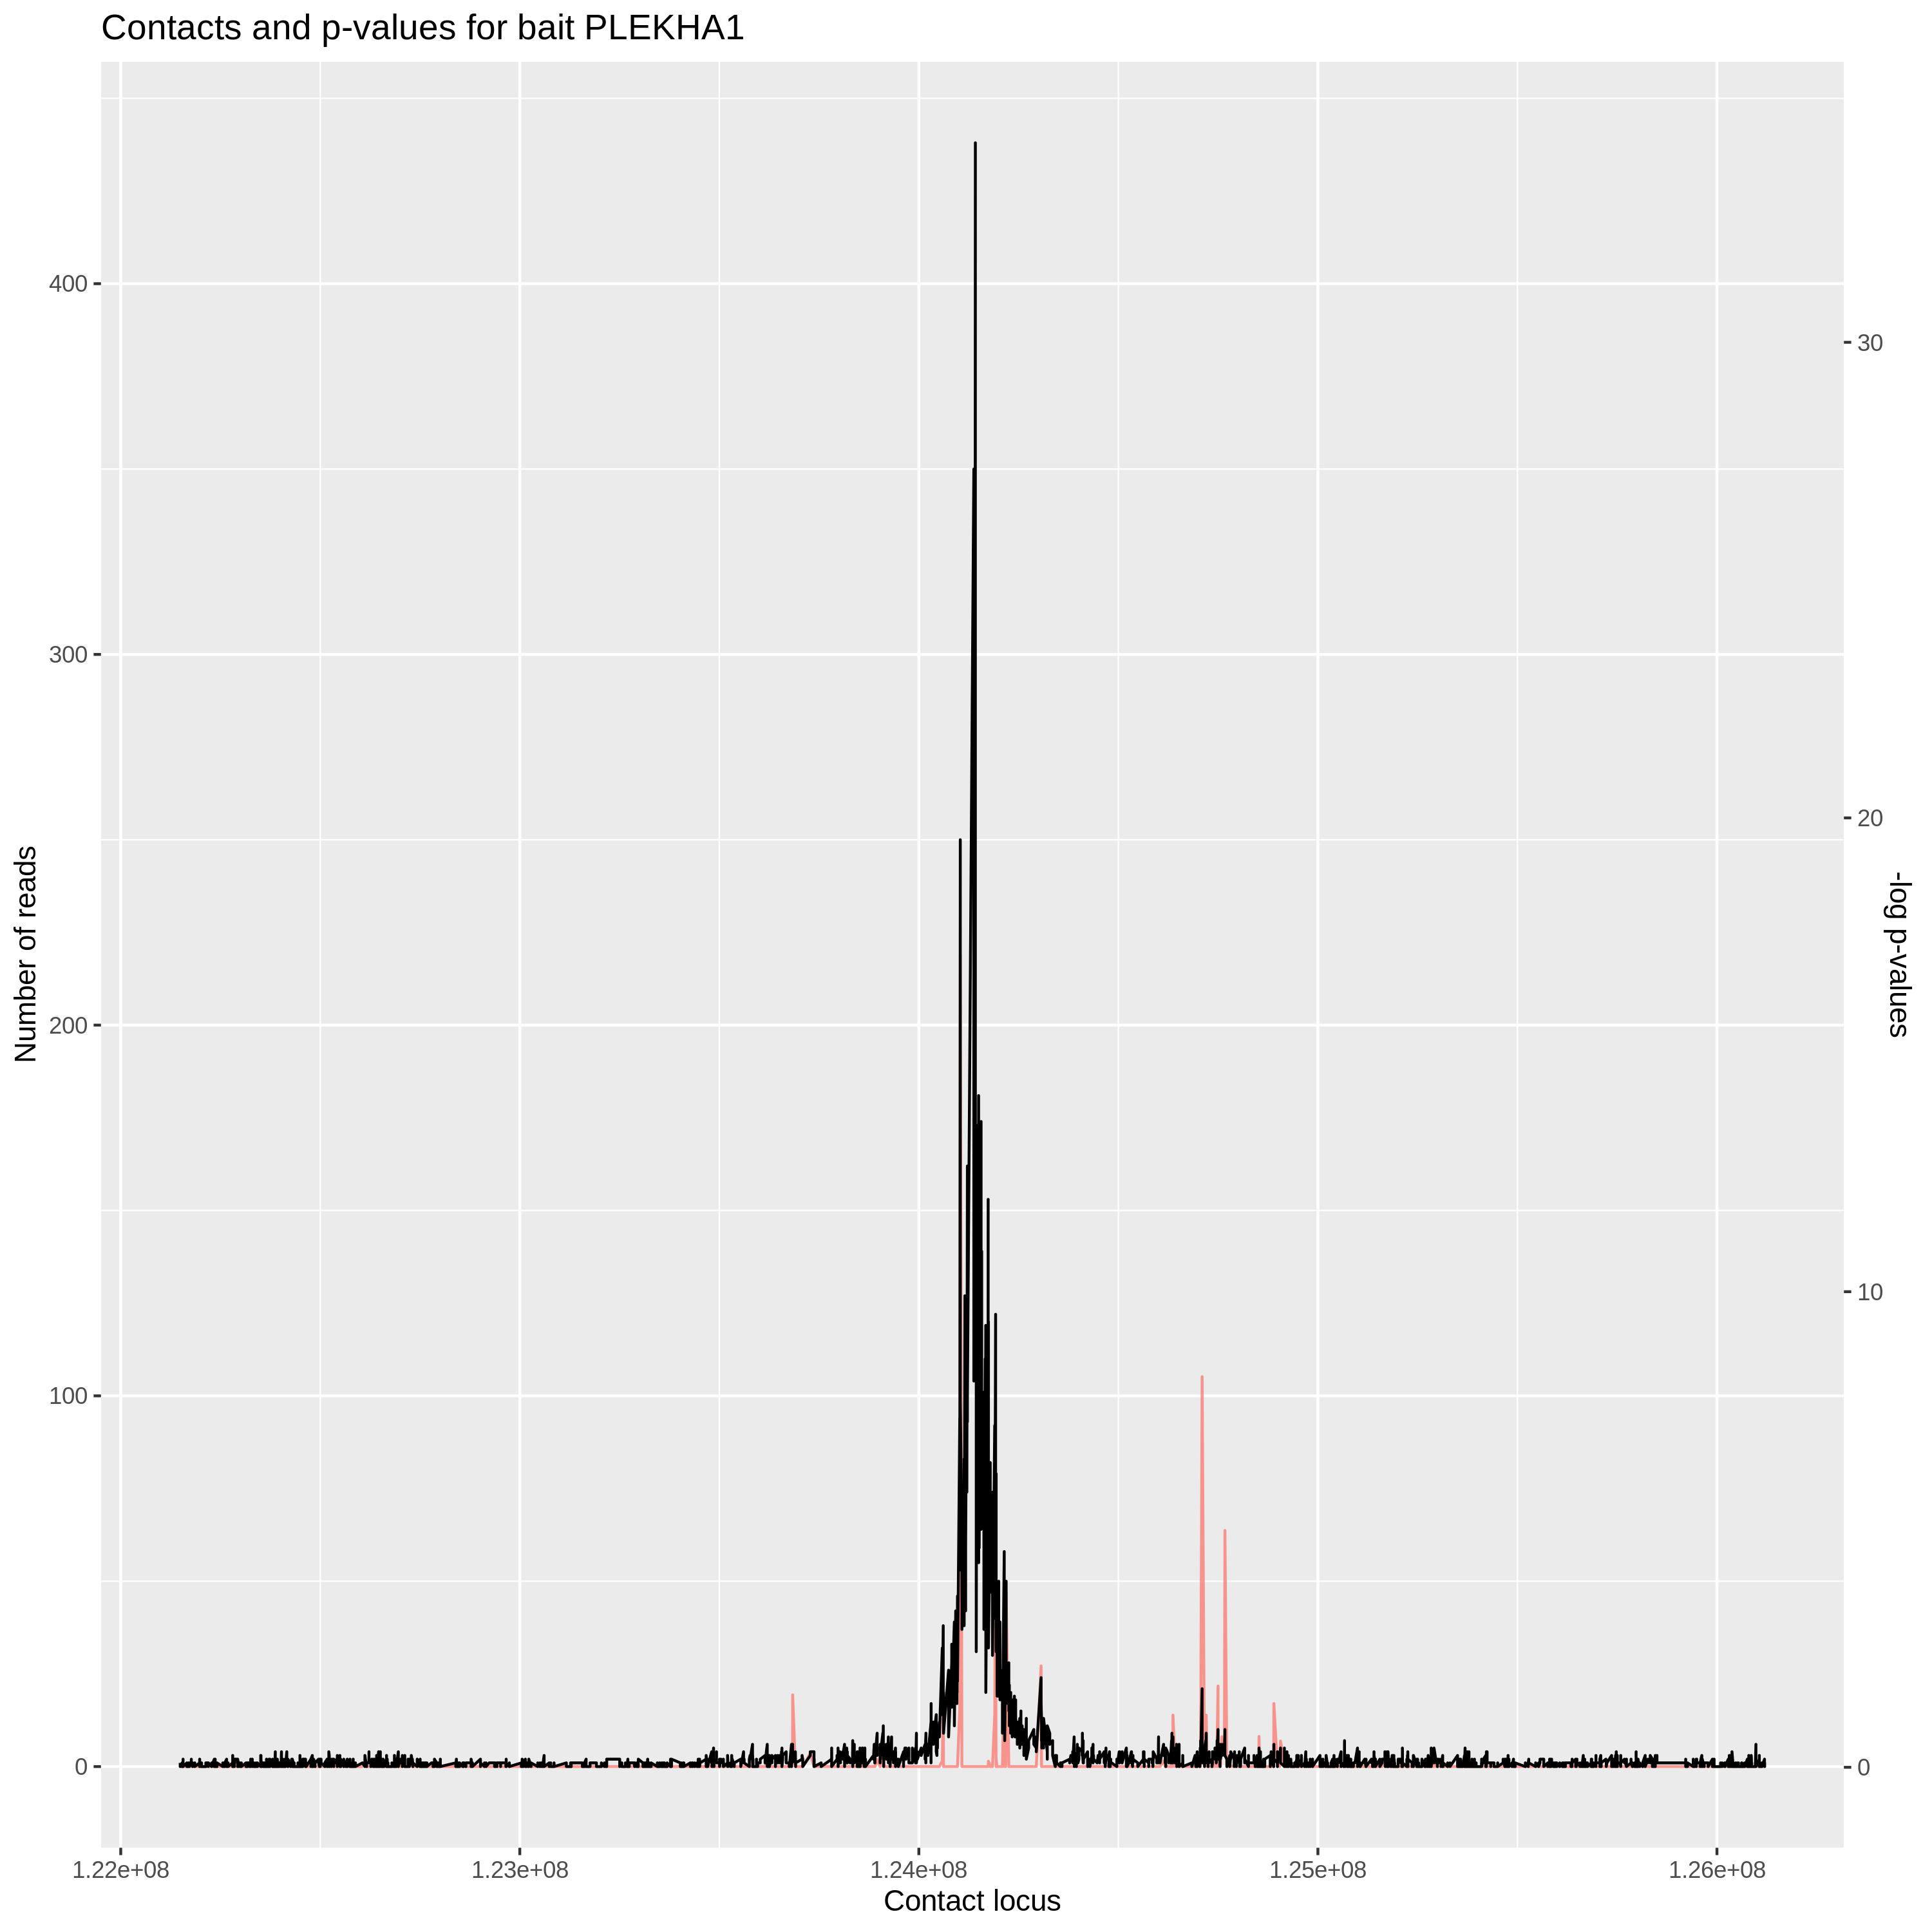 Contacts and p-values for bait PLEKHA1
400
300
200
100
0
Number of reads
30
20
10
0
-log p-values
1.22e+08 1.23e+08 1.24e+08 1.25e+08 1.26e+08
Contact locus